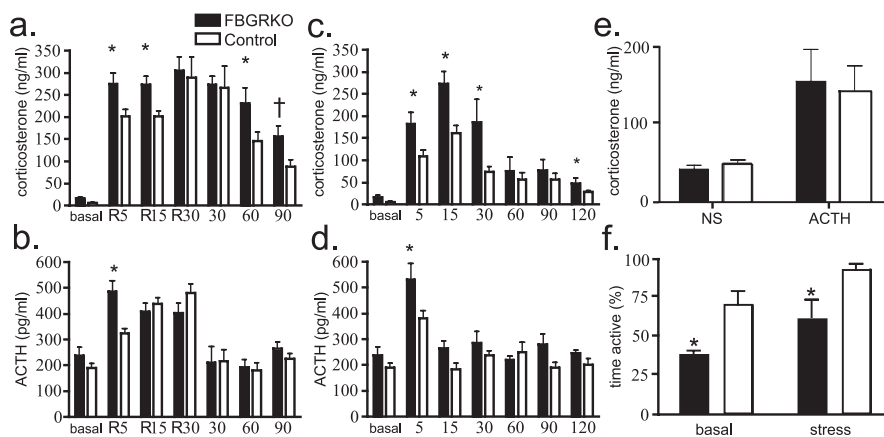 a.
FBGRKO
Control
corticosterone (ng/ml)
350
300
250
200
150
100
50
0
* * * †
basal R5 R15 R30 30 60 90
c.
corticosterone (ng/ml)
350
300
250
200
150
100
50
0
* * * *
basal 5 15 30 60 90 120
e.
corticosterone (ng/ml)
200
100
0
NS ACTH
b.
ACTH (pg/ml)
600
500
400
300
200
100
0
*
basal R5 R15 R30 30 60 90
d.
ACTH (pg/ml)
600
500
400
300
200
100
0
*
basal 5 15 30 60 90 120
f.
time active (%)
100
75
50
25
0
* *
basal stress